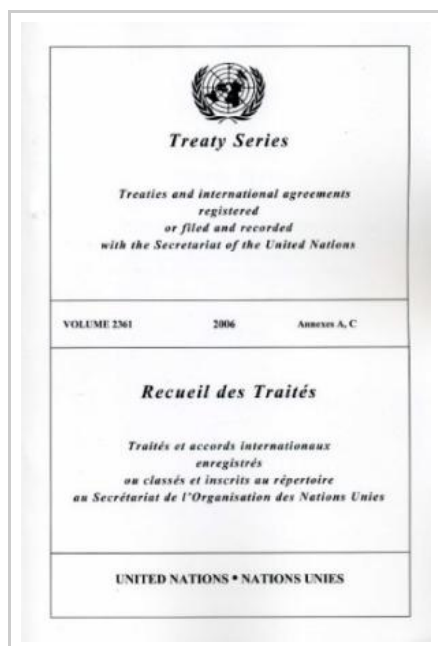 Treaty Series
Treaties and international agreements
registered
or filed and recorded
with the Secretariat of the United Nations
VOLUME 2361 2006 Annexes A, C
Recueil des Traités
Traités et accords internationaux
enregistrés
ou classés et inscrits au répertoire
au Secrétariat de l'Organisation des Nations Unies
UNITED NATIONS • NATIONS UNIES